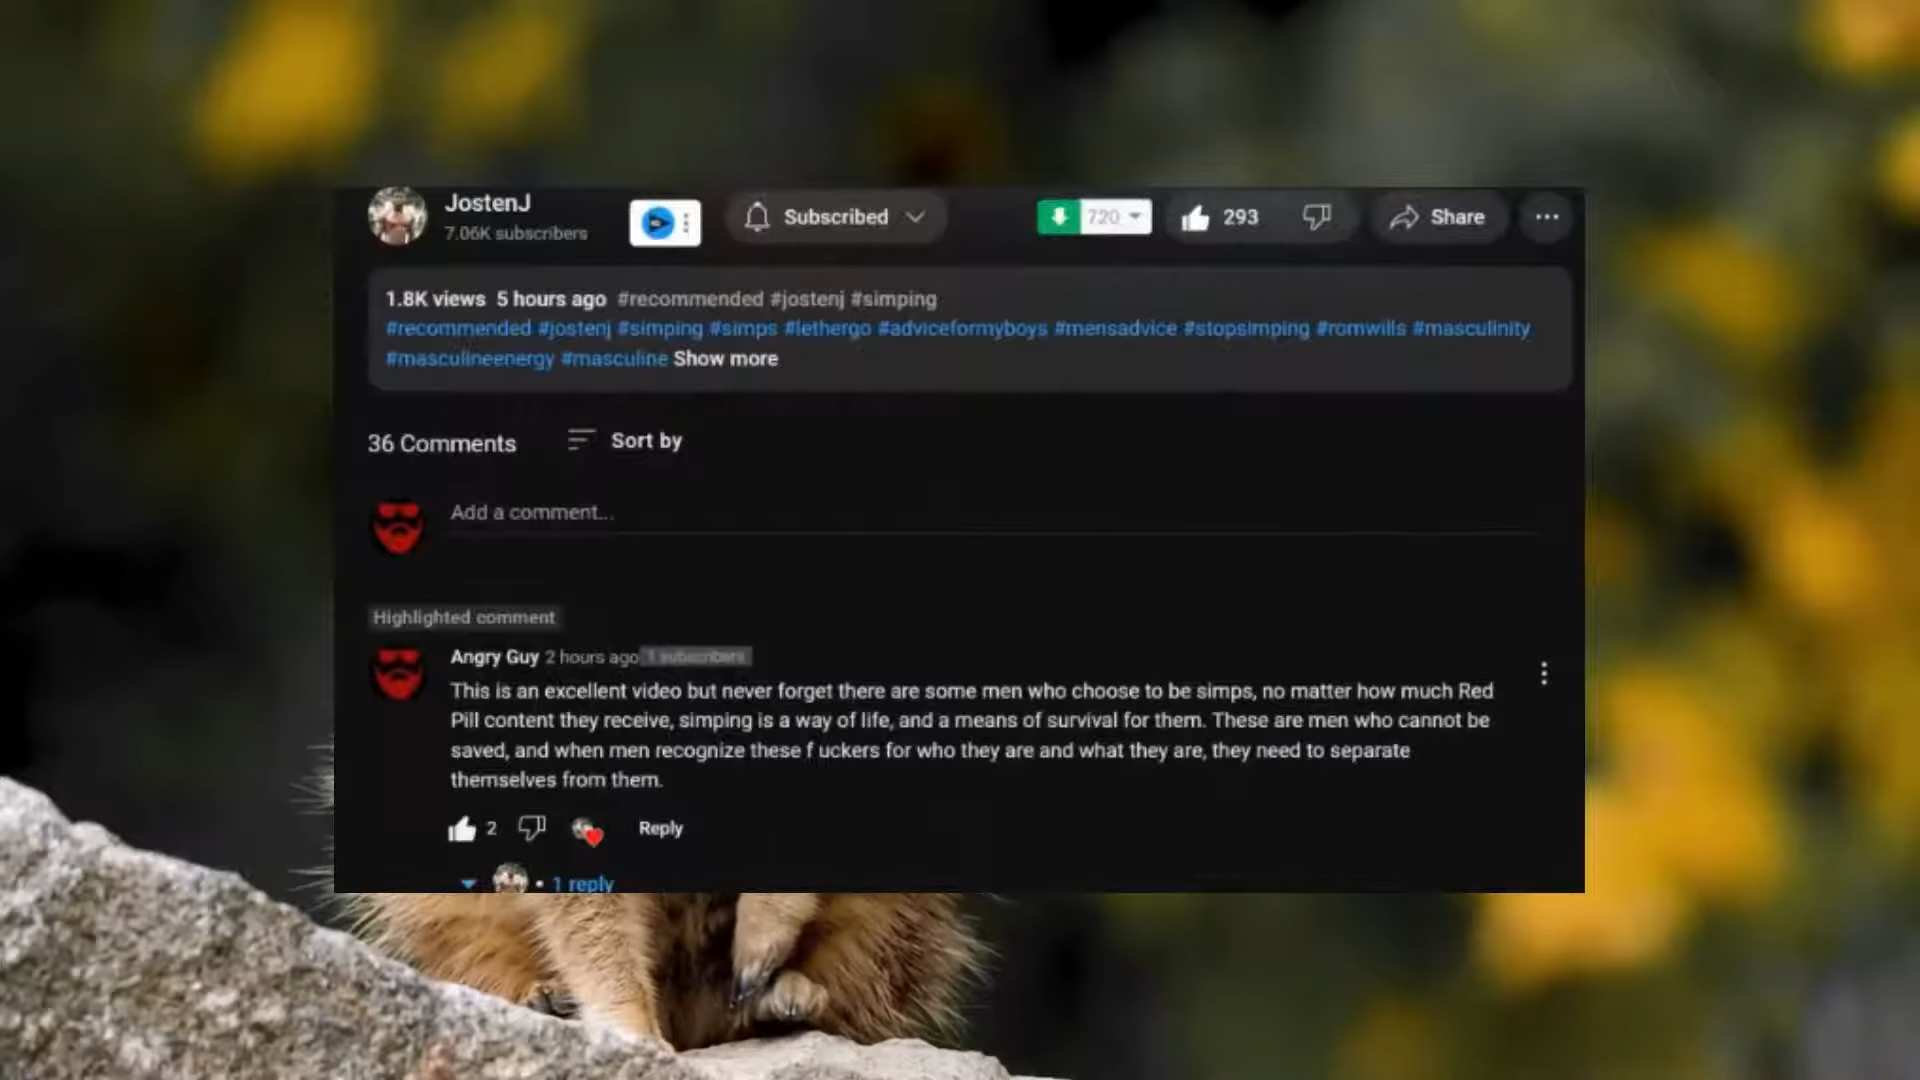 JostenJ
7.06K subscribers
Subscribed
720
293
Share
1.8K views 5 hours ago #recommended #jostenj #simping
#recommended #jostenj #simping #simps #lethergo #adviceformyboys #mensadvice #stopsimping #romwills #masculinity
#masculineenergy #masculine Show more
36 Comments
Sort by
Add a comment...
Highlighted comment
Angry Guy 2 hours ago 1 subscribers
This is an excellent video but never forget there are some men who choose to be simps, no matter how much Red
Pill content they receive, simping is a way of life, and a means of survival for them. These are men who cannot be
saved, and when men recognize these f uckers for who they are and what they are, they need to separate
themselves from them.
2
Reply
• 1 reply